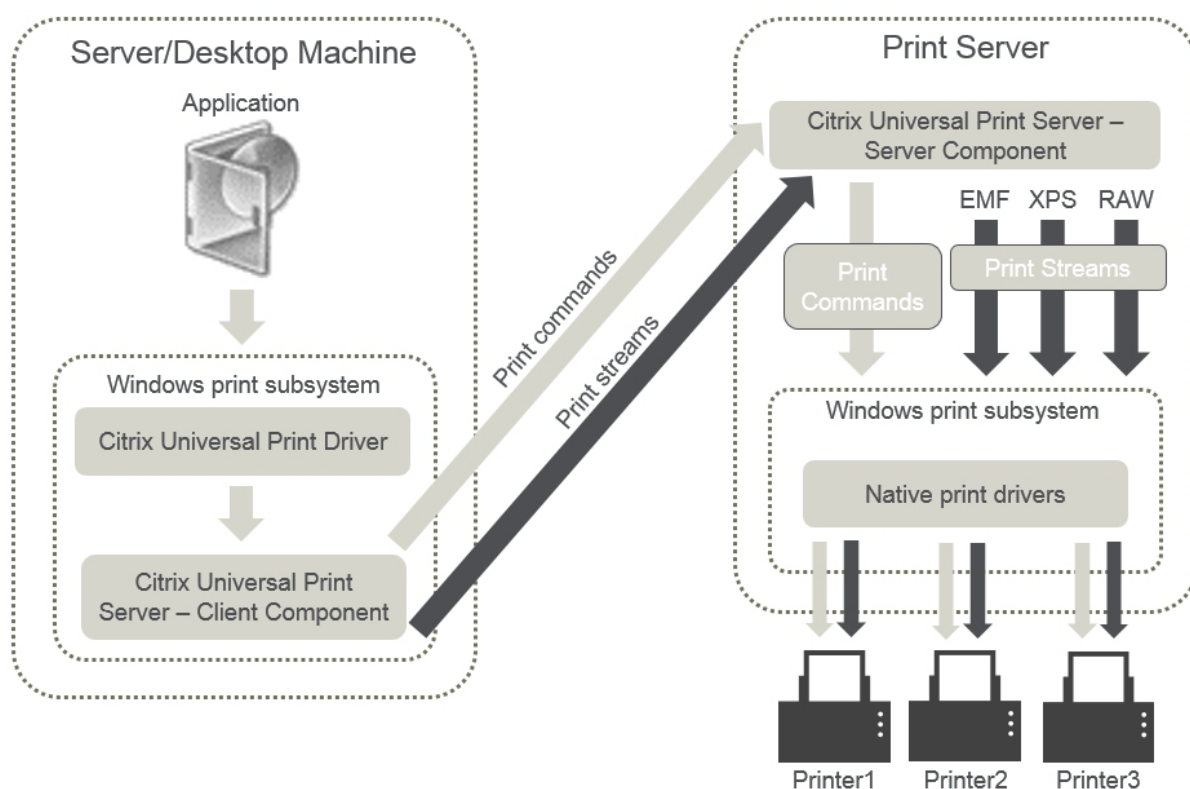 Server/Desktop Machine
Application
Windows print subsystem
Citrix Universal Print Driver
Citrix Universal Print
Server – Client Component
Print commands
Print streams
Print Server
Citrix Universal Print Server –
Server Component
EMF XPS RAW
Print
Commands
Print Streams
Windows print subsystem
Native print drivers
Printer1 Printer2 Printer3